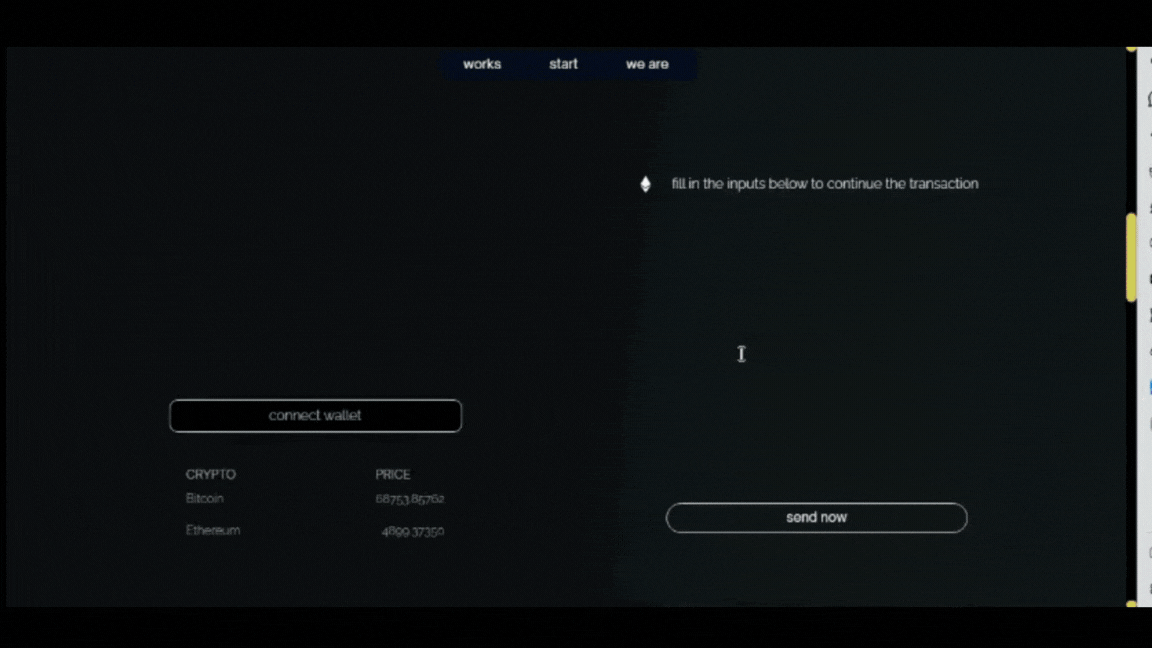 works start we are
fill in the inputs below to continue the transaction
connect wallet
CRYPTO PRICE
Bitcoin 68753.85762
Ethereum 4899.37350
send now